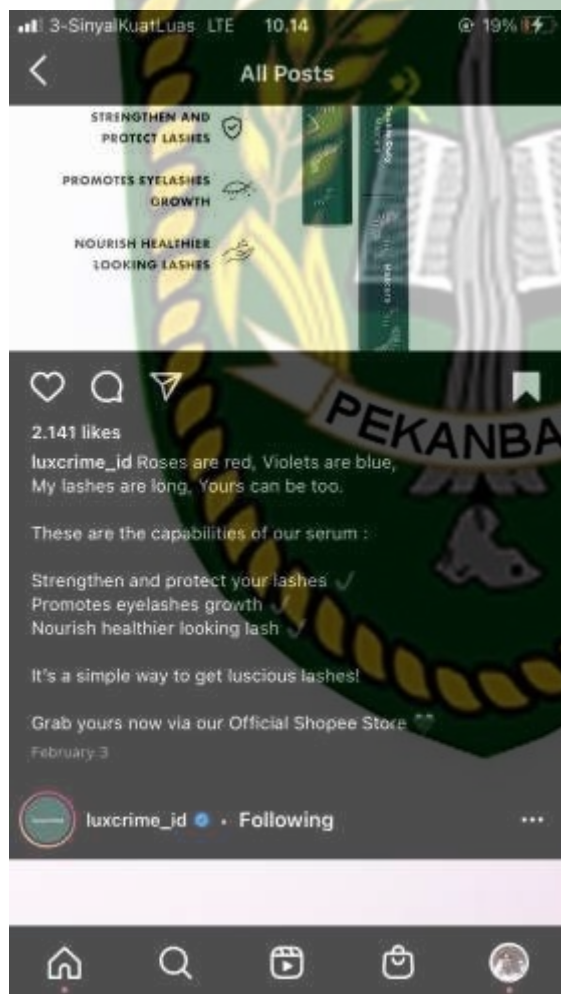 3-SinyalKuatLuas LTE 10.14 19%
All Posts
STRENGTHEN AND
PROTECT LASHES
PROMOTES EYELASHES
GROWTH
NOURISH HEALTHIER
LOOKING LASHES
Mascara
PEKANBA
2.141 likes
luxcrime_id Roses are red, Violets are blue,
My lashes are long, Yours can be too.
These are the capabilities of our serum :
Strengthen and protect your lashes ✓
Promotes eyelashes growth ✓
Nourish healthier looking lash ✓
It's a simple way to get luscious lashes!
Grab yours now via our Official Shopee Store 🖤
February 3
luxcrime_id • Following